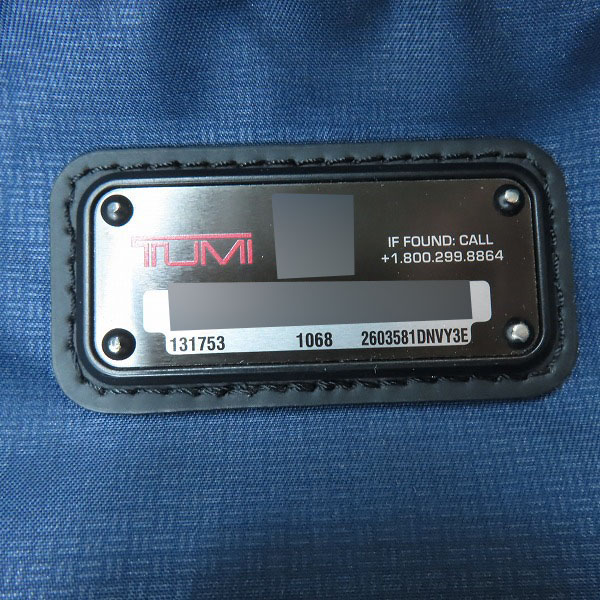 TUMI
IF FOUND: CALL
+1.800.299.8864
131753 1068 2603581DNVY3E